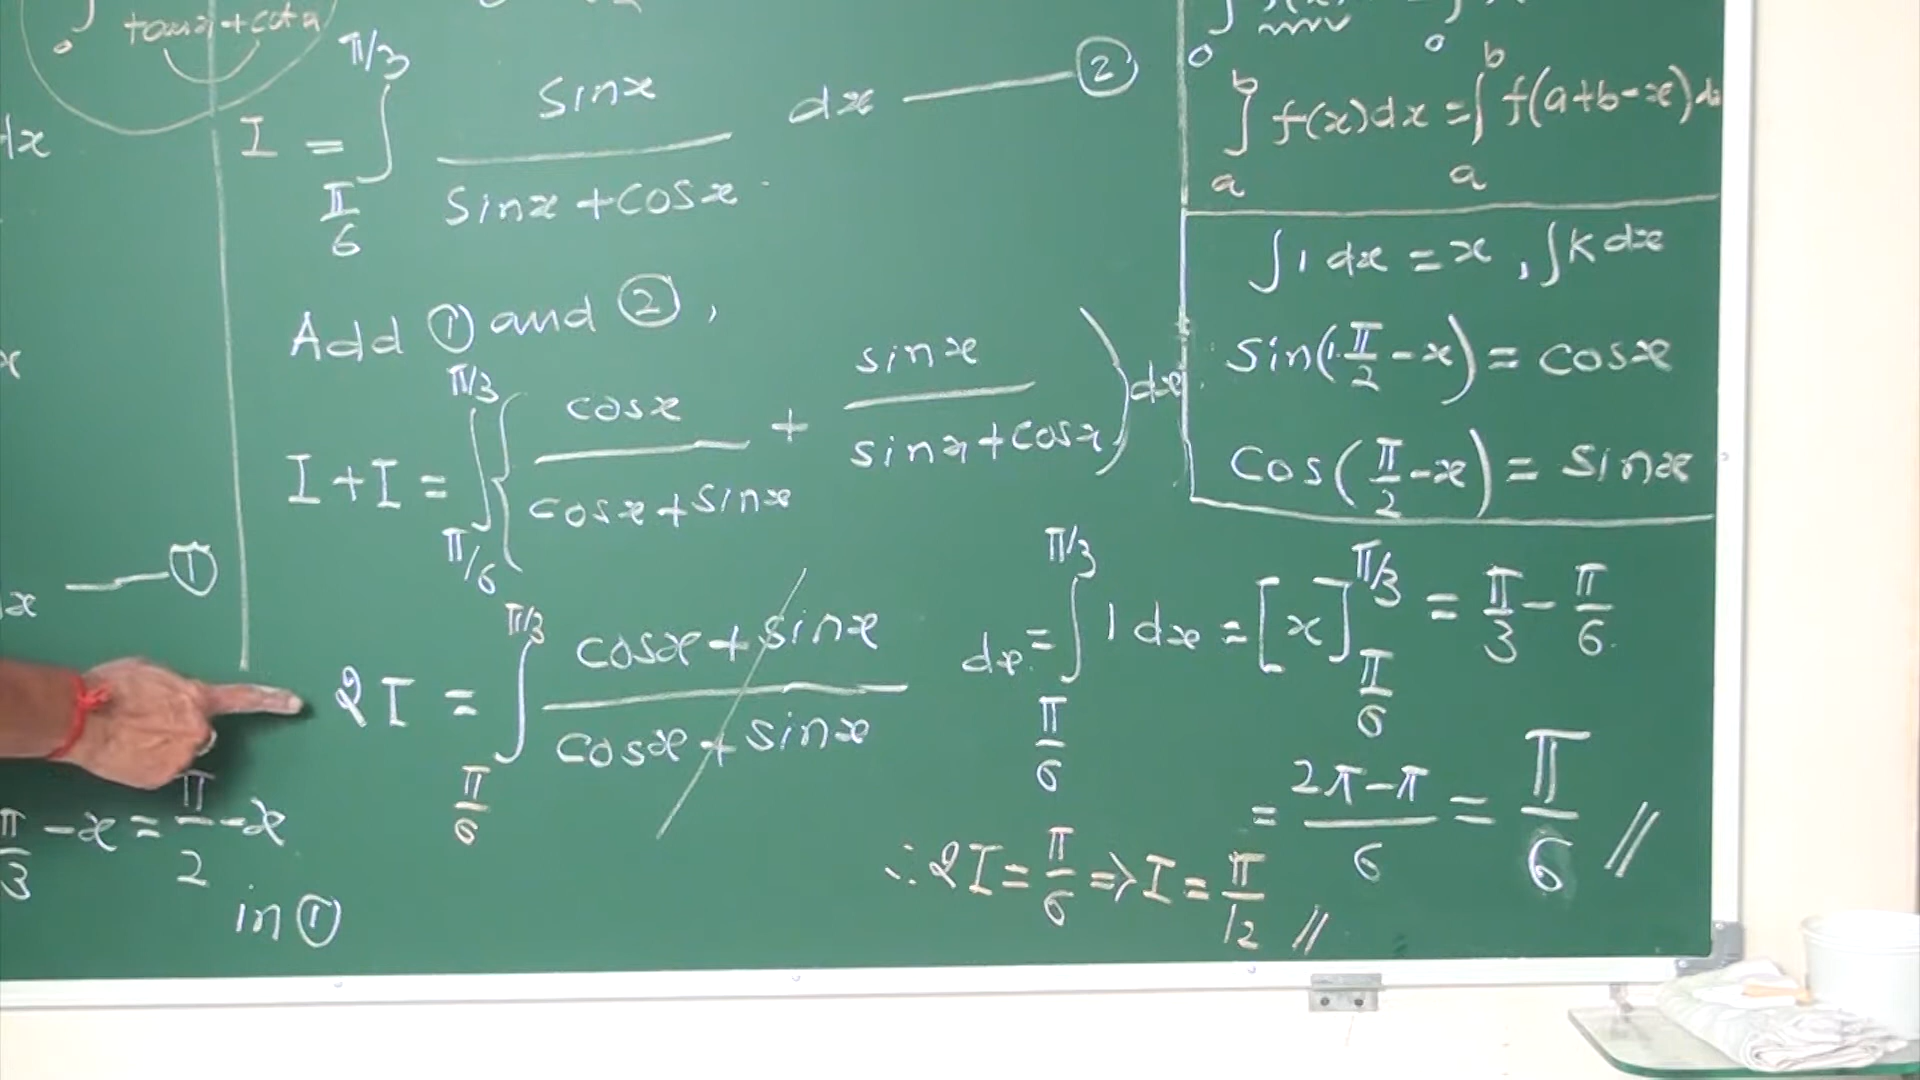 tanx+cotx
I = ∫_{π/6}^{π/3} sinx / (sinx+cosx) dx —— ②
Add ① and ②,
I+I = ∫_{π/6}^{π/3} { cosx / (cosx+sinx) + sinx / (sinx+cosx) ) dx
2I = ∫_{π/6}^{π/3} (cosx+sinx) / (cosx+sinx) dx = ∫_{π/6}^{π/3} 1 dx = [x]_{π/6}^{π/3} = π/3 - π/6
= (2π-π)/6 = π/6 //
∴ 2I = π/6 ⇒ I = π/12 //
dx
x
x —— ①
π/3 - x = π/2 - x
in ①
∫_a^b f(x)dx = ∫_a^b f(a+b-x)dx
∫1 dx = x, ∫k dx
sin(π/2 - x) = cosx
cos(π/2 - x) = sinx